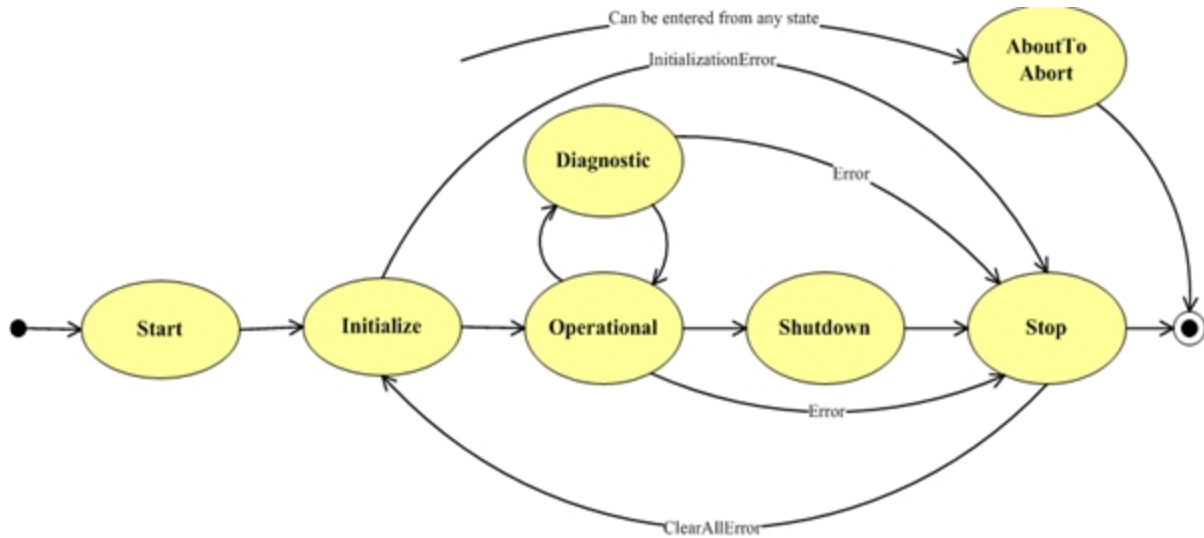 Can be entered from any state
AboutTo
Abort
InitializationError
Diagnostic
Error
Start
Initialize
Operational
Shutdown
Stop
Error
ClearAllError